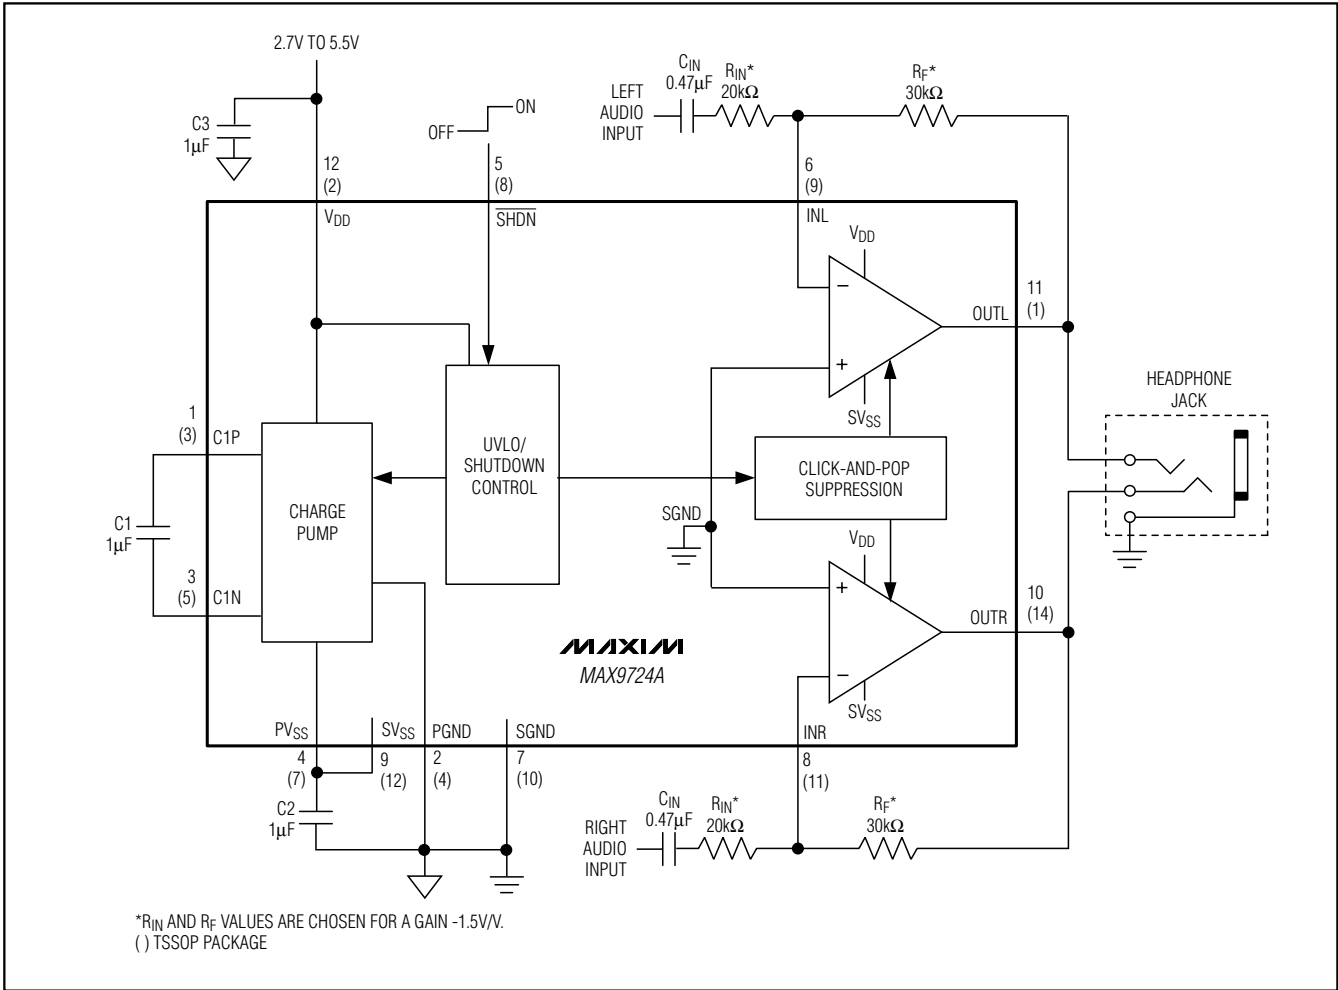 2.7V TO 5.5V
C3
1µF
12
(2)
VDD
OFF
ON
5
(8)
SHDN
LEFT
AUDIO
INPUT
CIN
0.47µF
RIN*
20kΩ
RF*
30kΩ
6
(9)
INL
VDD
−
+
SVSS
OUTL
11
(1)
HEADPHONE
JACK
1
(3)
C1P
C1
1µF
3
(5)
C1N
CHARGE
PUMP
UVLO/
SHUTDOWN
CONTROL
CLICK-AND-POP
SUPPRESSION
SGND
VDD
+
−
SVSS
OUTR
10
(14)
MAXIM
MAX9724A
PVSS
4
(7)
SVSS
9
(12)
PGND
2
(4)
SGND
7
(10)
INR
8
(11)
C2
1µF
RIGHT
AUDIO
INPUT
CIN
0.47µF
RIN*
20kΩ
RF*
30kΩ
*RIN AND RF VALUES ARE CHOSEN FOR A GAIN -1.5V/V.
( ) TSSOP PACKAGE